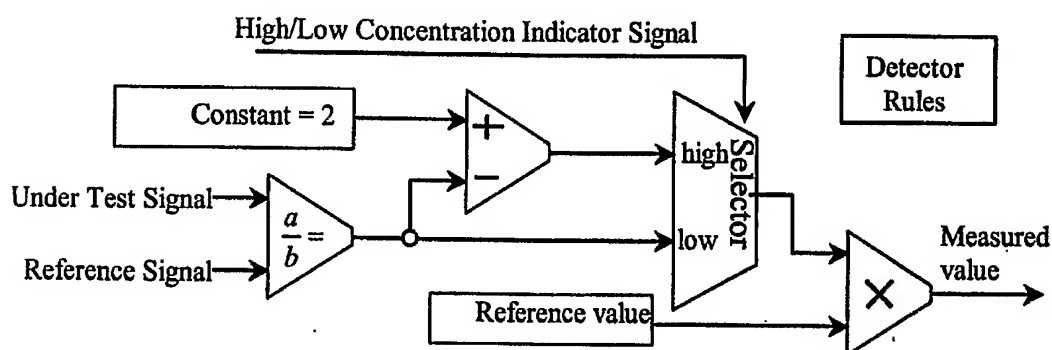 High/Low Concentration Indicator Signal
Detector
Rules
Constant = 2
+
−
high
low
Selector
Under Test Signal
Reference Signal
a
b
=
Reference value
×
Measured
value